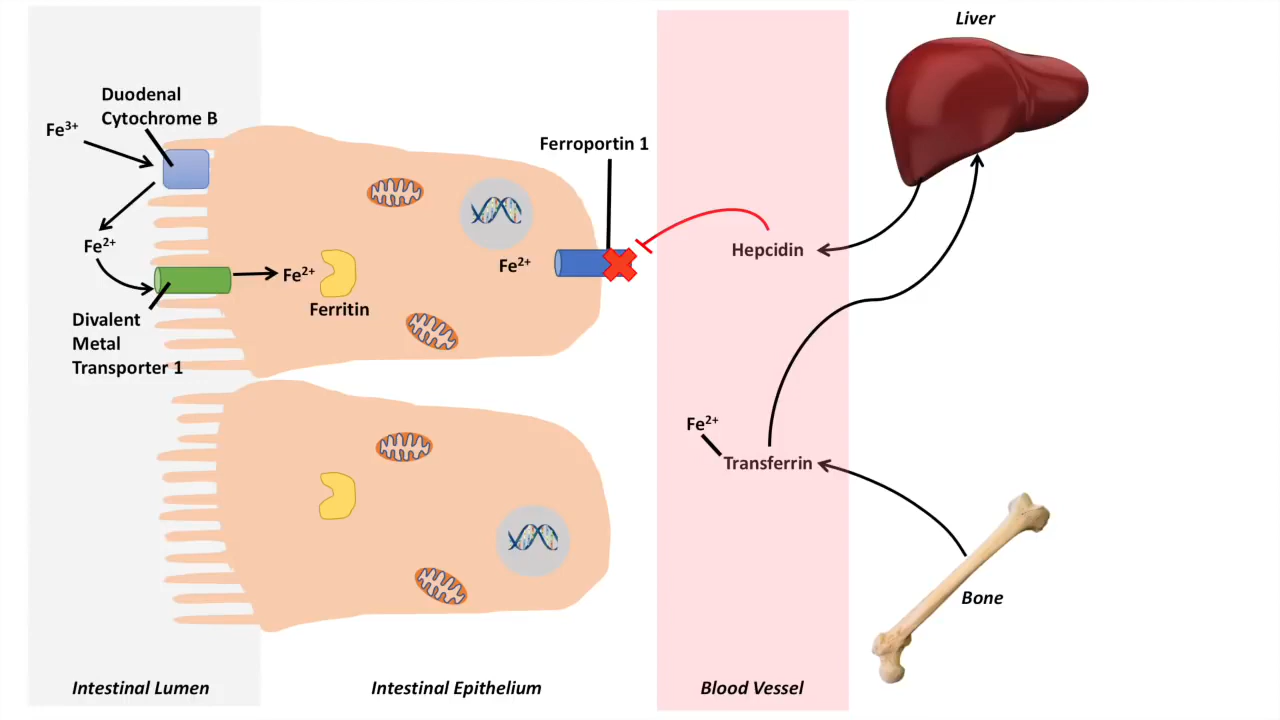 Liver
Duodenal
Cytochrome B
Fe³⁺
Ferroportin 1
Fe²⁺
Hepcidin
Fe²⁺
Fe²⁺
Ferritin
Divalent
Metal
Transporter 1
Fe²⁺
Transferrin
Bone
Intestinal Lumen
Intestinal Epithelium
Blood Vessel